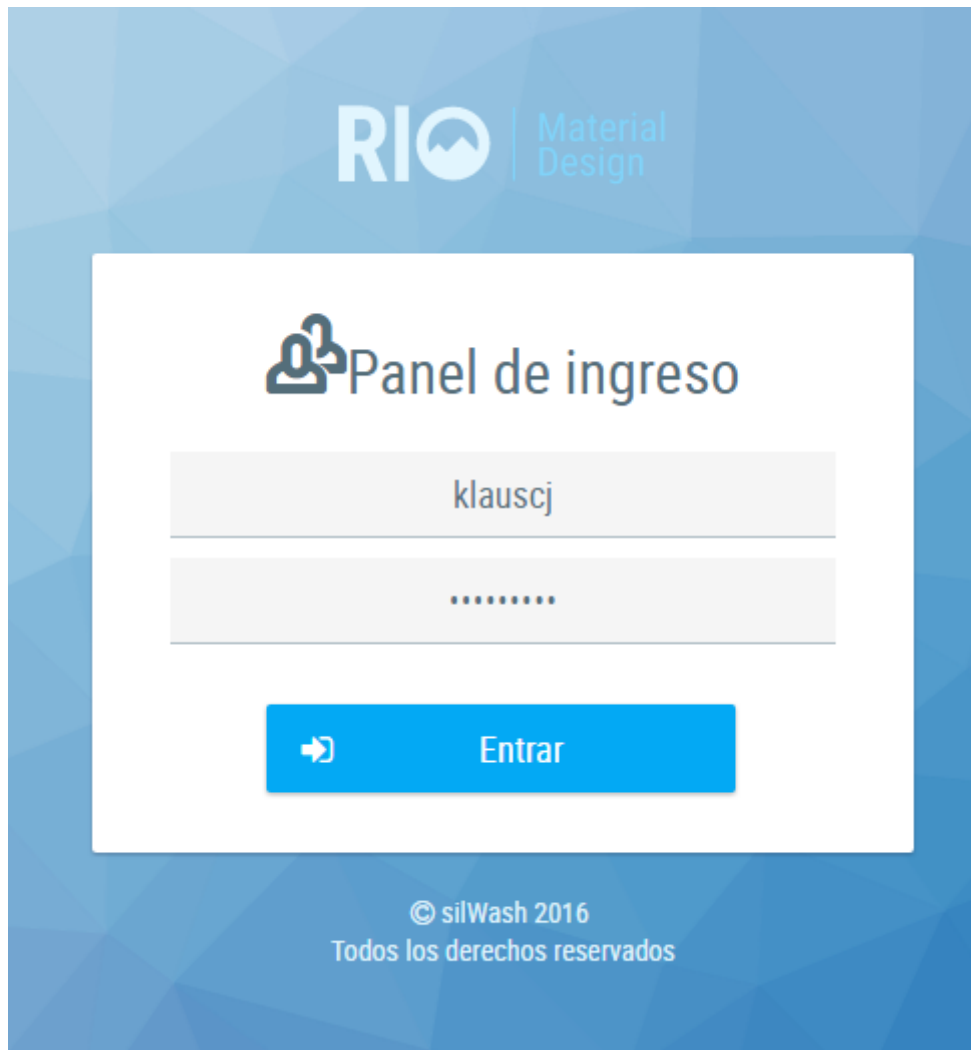 RIO
Material
Design
Panel de ingreso
klauscj
•••••••••
Entrar
© silWash 2016
Todos los derechos reservados